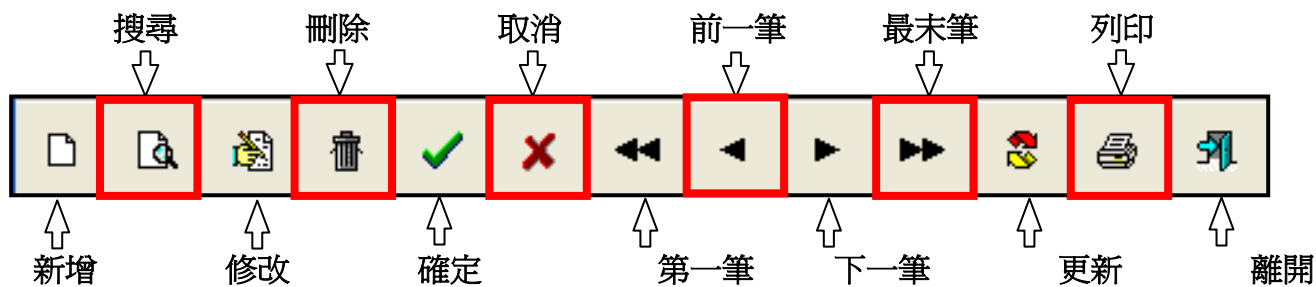 搜尋 刪除 取消 前一筆 最末筆 列印
新增 修改 確定 第一筆 下一筆 更新 離開